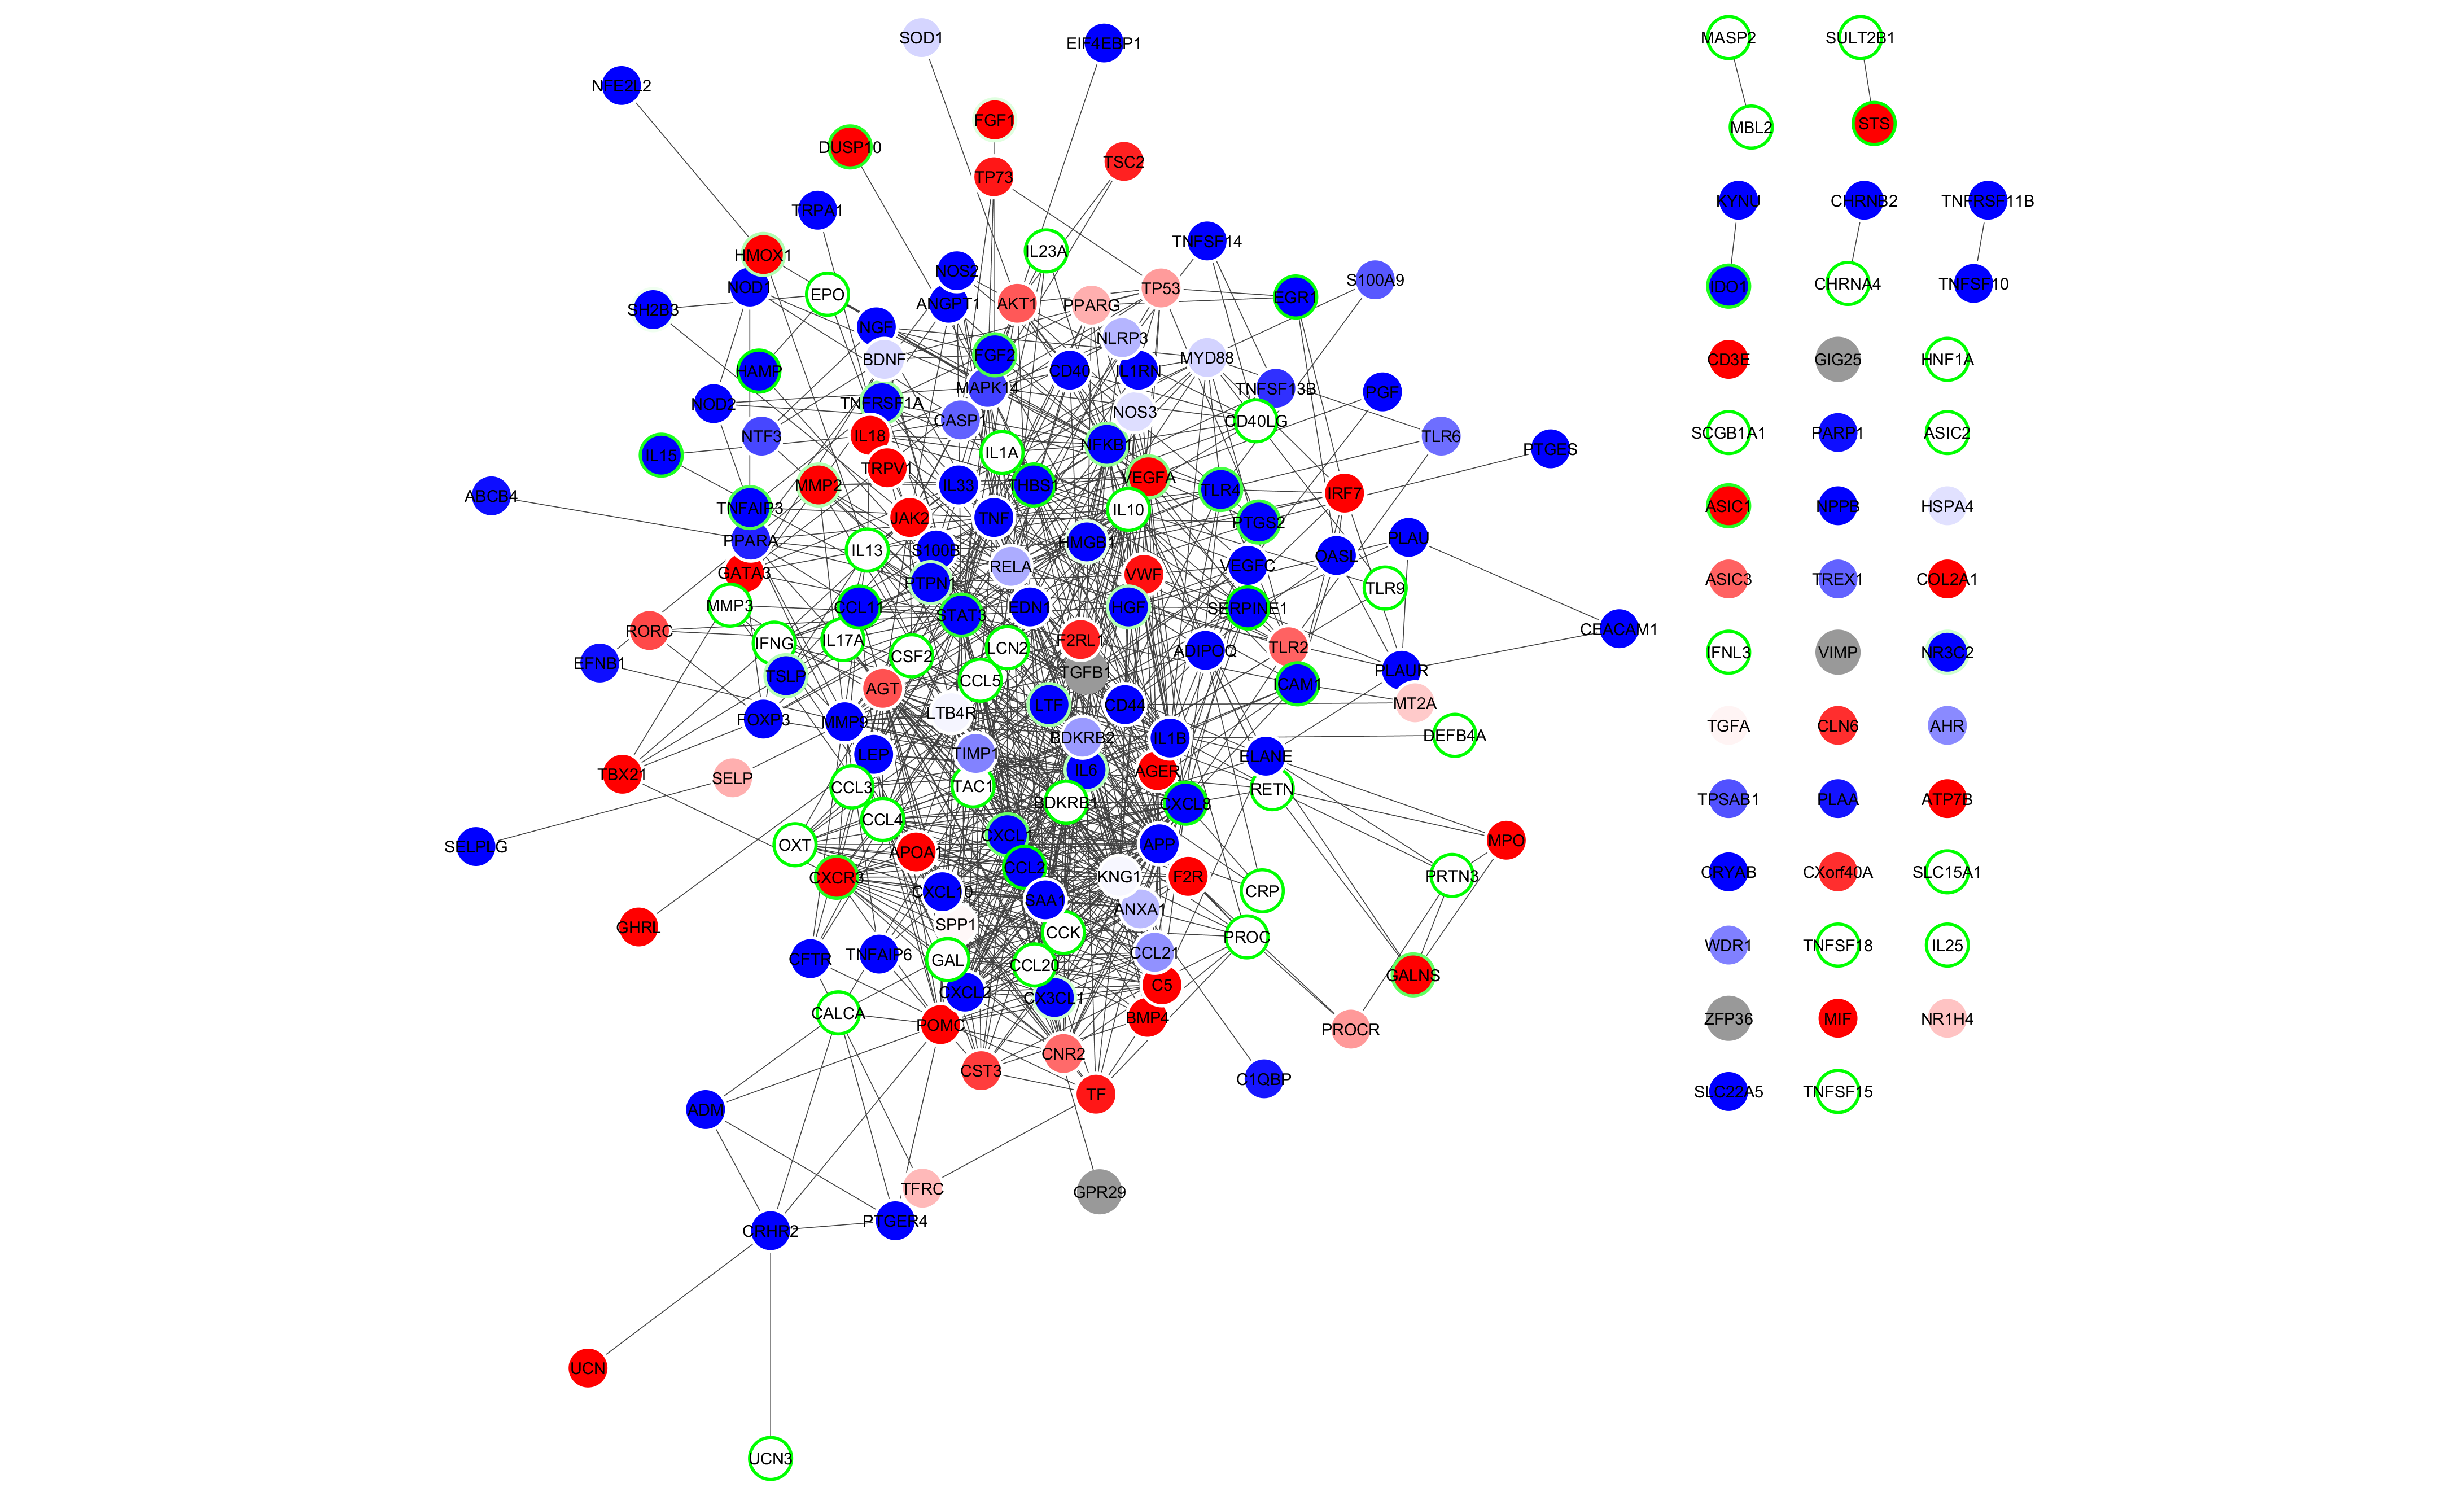 SOD1
EIF4EBP1
NFE2L2
FGF1
DUSP10
TSC2
TP73
TRPA1
TNFSF14
IL23A
HMOX1
NOS2
S100A9
NOD1
EPO
ANGPT1
AKT1
PPARG
TP53
EGR1
SH2B3
NGF
NLRP3
BDNF
FGF2
MYD88
HAMP
CD40
IL1RN
MAPK14
TNFSF13B
PGF
NOD2
TNFRSF1A
NOS3
CASP1
CD40LG
NTF3
IL18
NFKB1
TLR6
IL15
IL1A
PTGES
TRPV1
ABCB4
MMP2
IL33
THBS1
VEGFA
TLR4
IRF7
TNFAIP3
JAK2
TNF
IL10
PTGS2
PPARA
IL13
S100B
HMGB1
PLAU
GATA3
PTPN1
RELA
VWF
VEGFC
OASL
MMP3
CCL11
STAT3
EDN1
HGF
SERPINE1
TLR9
RORC
IFNG
IL17A
CSF2
LCN2
F2RL1
ADIPOQ
TLR2
CEACAM1
EFNB1
TSLP
AGT
CCL5
TGFB1
ICAM1
PLAUR
FOXP3
MMP9
LTB4R
LTF
CD44
MT2A
LEP
TIMP1
BDKRB2
IL1B
DEFB4A
TBX21
SELP
CCL3
TAC1
IL6
AGER
ELANE
CCL4
BDKRB1
CXCL8
RETN
SELPLG
OXT
APOA1
CXCL1
APP
MPO
CXCR3
CXCL10
CCL2
KNG1
F2R
CRP
PRTN3
GHRL
SPP1
SAA1
ANXA1
CFTR
TNFAIP6
GAL
CCK
CCL21
PROC
CCL20
CALCA
CXCL2
CX3CL1
C5
GALNS
POMC
BMP4
PROCR
CST3
CNR2
TF
C1QBP
ADM
TFRC
GPR29
CRHR2
PTGER4
UCN
UCN3
MASP2
SULT2B1
MBL2
STS
KYNU
CHRNB2
TNFRSF11B
IDO1
CHRNA4
TNFSF10
CD3E
GIG25
HNF1A
SCGB1A1
PARP1
ASIC2
ASIC1
NPPB
HSPA4
ASIC3
TREX1
COL2A1
IFNL3
VIMP
NR3C2
TGFA
CLN6
AHR
TPSAB1
PLAA
ATP7B
CRYAB
CXorf40A
SLC15A1
WDR1
TNFSF18
IL25
ZFP36
MIF
NR1H4
SLC22A5
TNFSF15